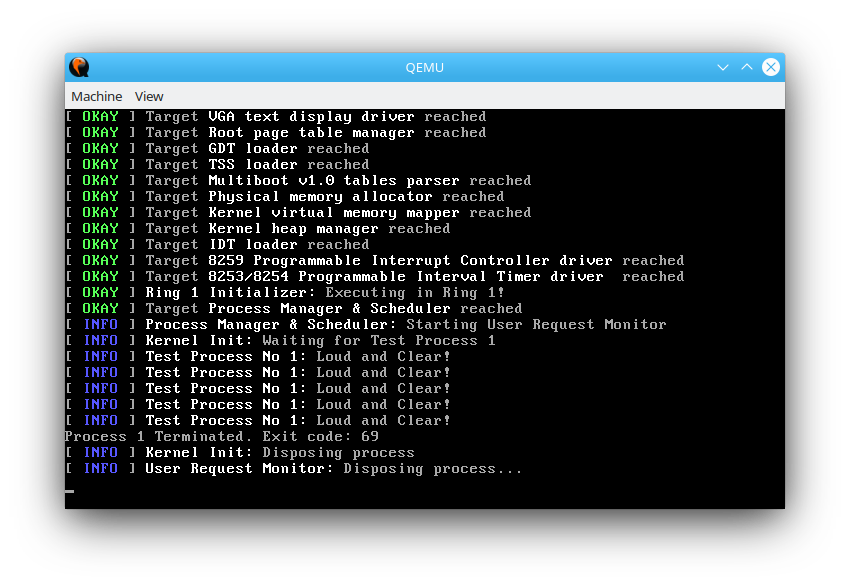 QEMU
Machine View
[ OKAY ] Target VGA text display driver reached
[ OKAY ] Target Root page table manager reached
[ OKAY ] Target GDT loader reached
[ OKAY ] Target TSS loader reached
[ OKAY ] Target Multiboot v1.0 tables parser reached
[ OKAY ] Target Physical memory allocator reached
[ OKAY ] Target Kernel virtual memory mapper reached
[ OKAY ] Target Kernel heap manager reached
[ OKAY ] Target IDT loader reached
[ OKAY ] Target 8259 Programmable Interrupt Controller driver reached
[ OKAY ] Target 8253/8254 Programmable Interval Timer driver  reached
[ OKAY ] Ring 1 Initializer: Executing in Ring 1!
[ OKAY ] Target Process Manager & Scheduler reached
[ INFO ] Process Manager & Scheduler: Starting User Request Monitor
[ INFO ] Kernel Init: Waiting for Test Process 1
[ INFO ] Test Process No 1: Loud and Clear!
[ INFO ] Test Process No 1: Loud and Clear!
[ INFO ] Test Process No 1: Loud and Clear!
[ INFO ] Test Process No 1: Loud and Clear!
[ INFO ] Test Process No 1: Loud and Clear!
Process 1 Terminated. Exit code: 69
[ INFO ] Kernel Init: Disposing process
[ INFO ] User Request Monitor: Disposing process...